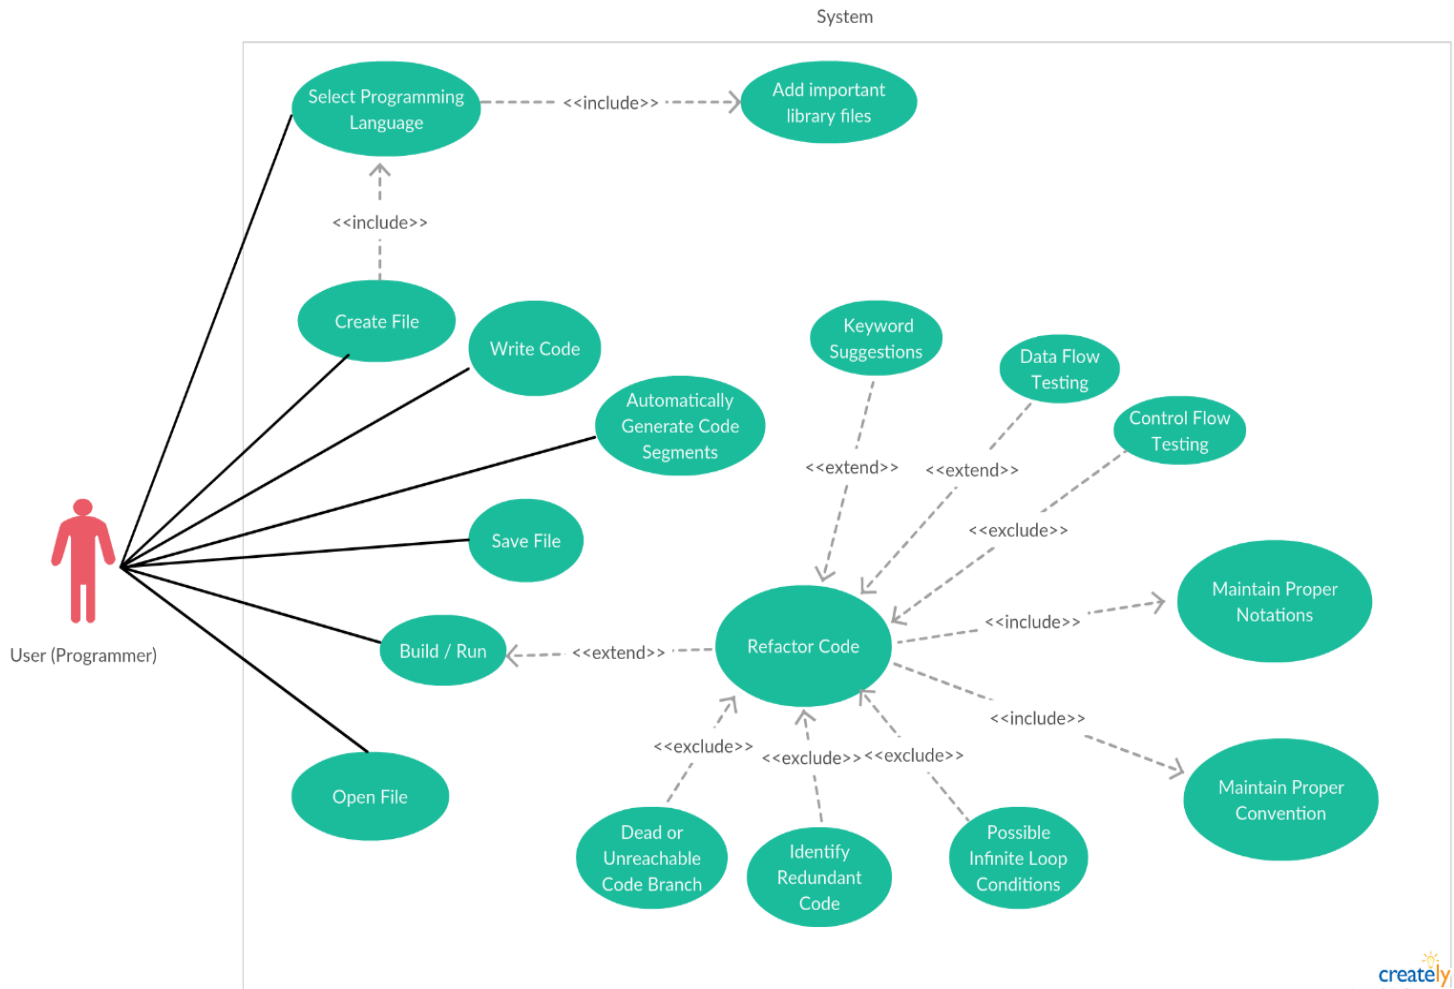 System
Select Programming
Language
<<include>>
Add important
library files
<<include>>
Create File
Write Code
Automatically
Generate Code
Segments
Keyword
Suggestions
Data Flow
Testing
Control Flow
Testing
<<extend>>
<<extend>>
<<exclude>>
Save File
User (Programmer)
Build / Run
<<extend>>
Refactor Code
<<include>>
Maintain Proper
Notations
<<include>>
Maintain Proper
Convention
Open File
<<exclude>>
<<exclude>>
<<exclude>>
Dead or
Unreachable
Code Branch
Identify
Redundant
Code
Possible
Infinite Loop
Conditions
creately